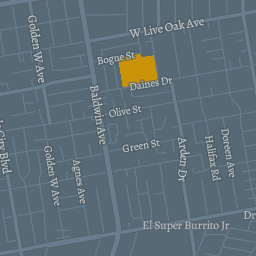 W Live Oak Ave
Golden W Ave
Bogue St
Daines Dr
Baldwin Ave
Olive St
Green St
Arden Dr
Halifax Rd
Doreen Ave
Golden W Ave
Agnes Ave
City Blvd
El Super Burrito Jr
Dr